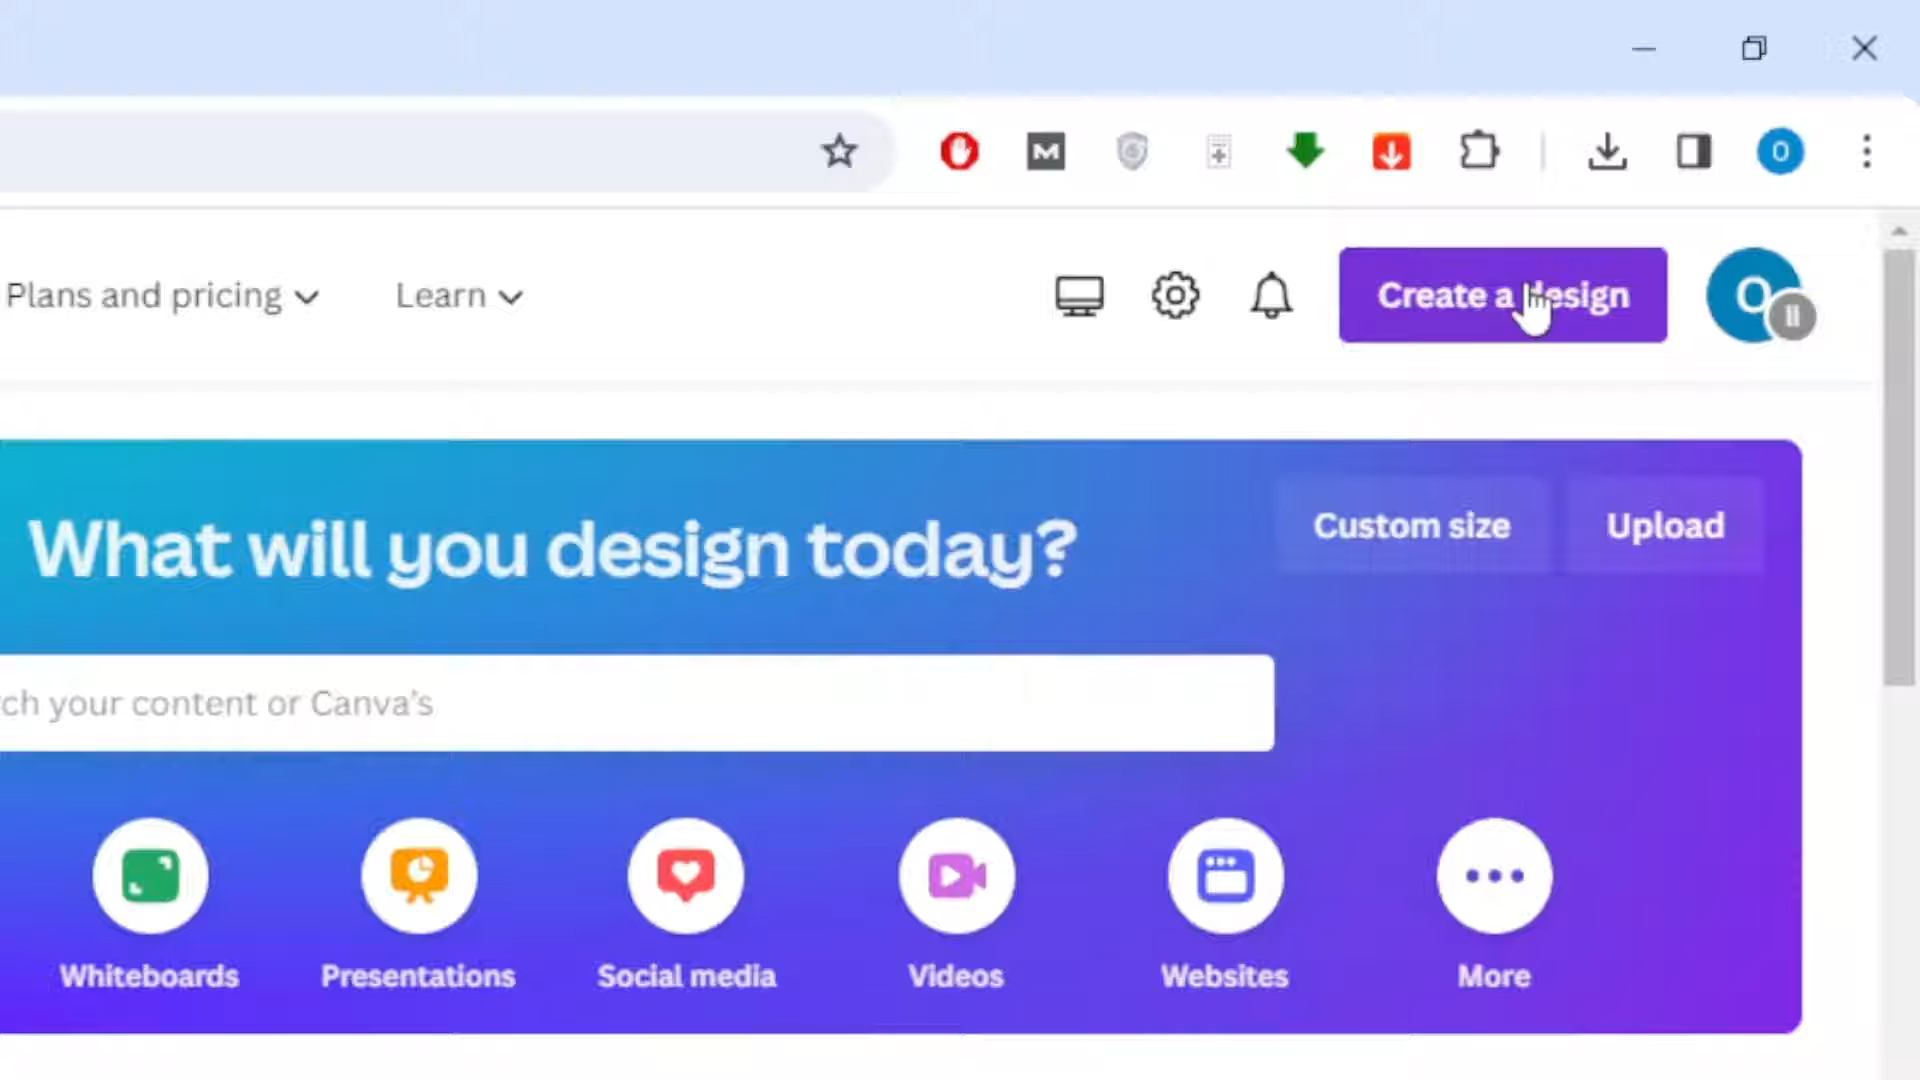 O
Plans and pricing
Learn
Create a design
O
What will you design today?
Custom size
Upload
ch your content or Canva's
Whiteboards
Presentations
Social media
Videos
Websites
More